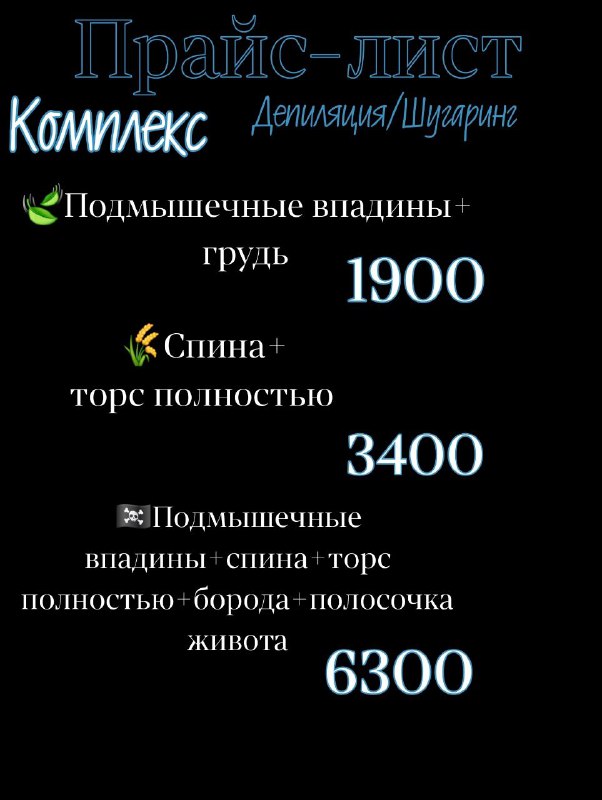 Прайс-лист
Комплекс
Депиляция/Шугаринг
Подмышечные впадины+
грудь
1900
Спина+
торс полностью
3400
Подмышечные
впадины+спина+торс
полностью+борода+полосочка
живота
6300